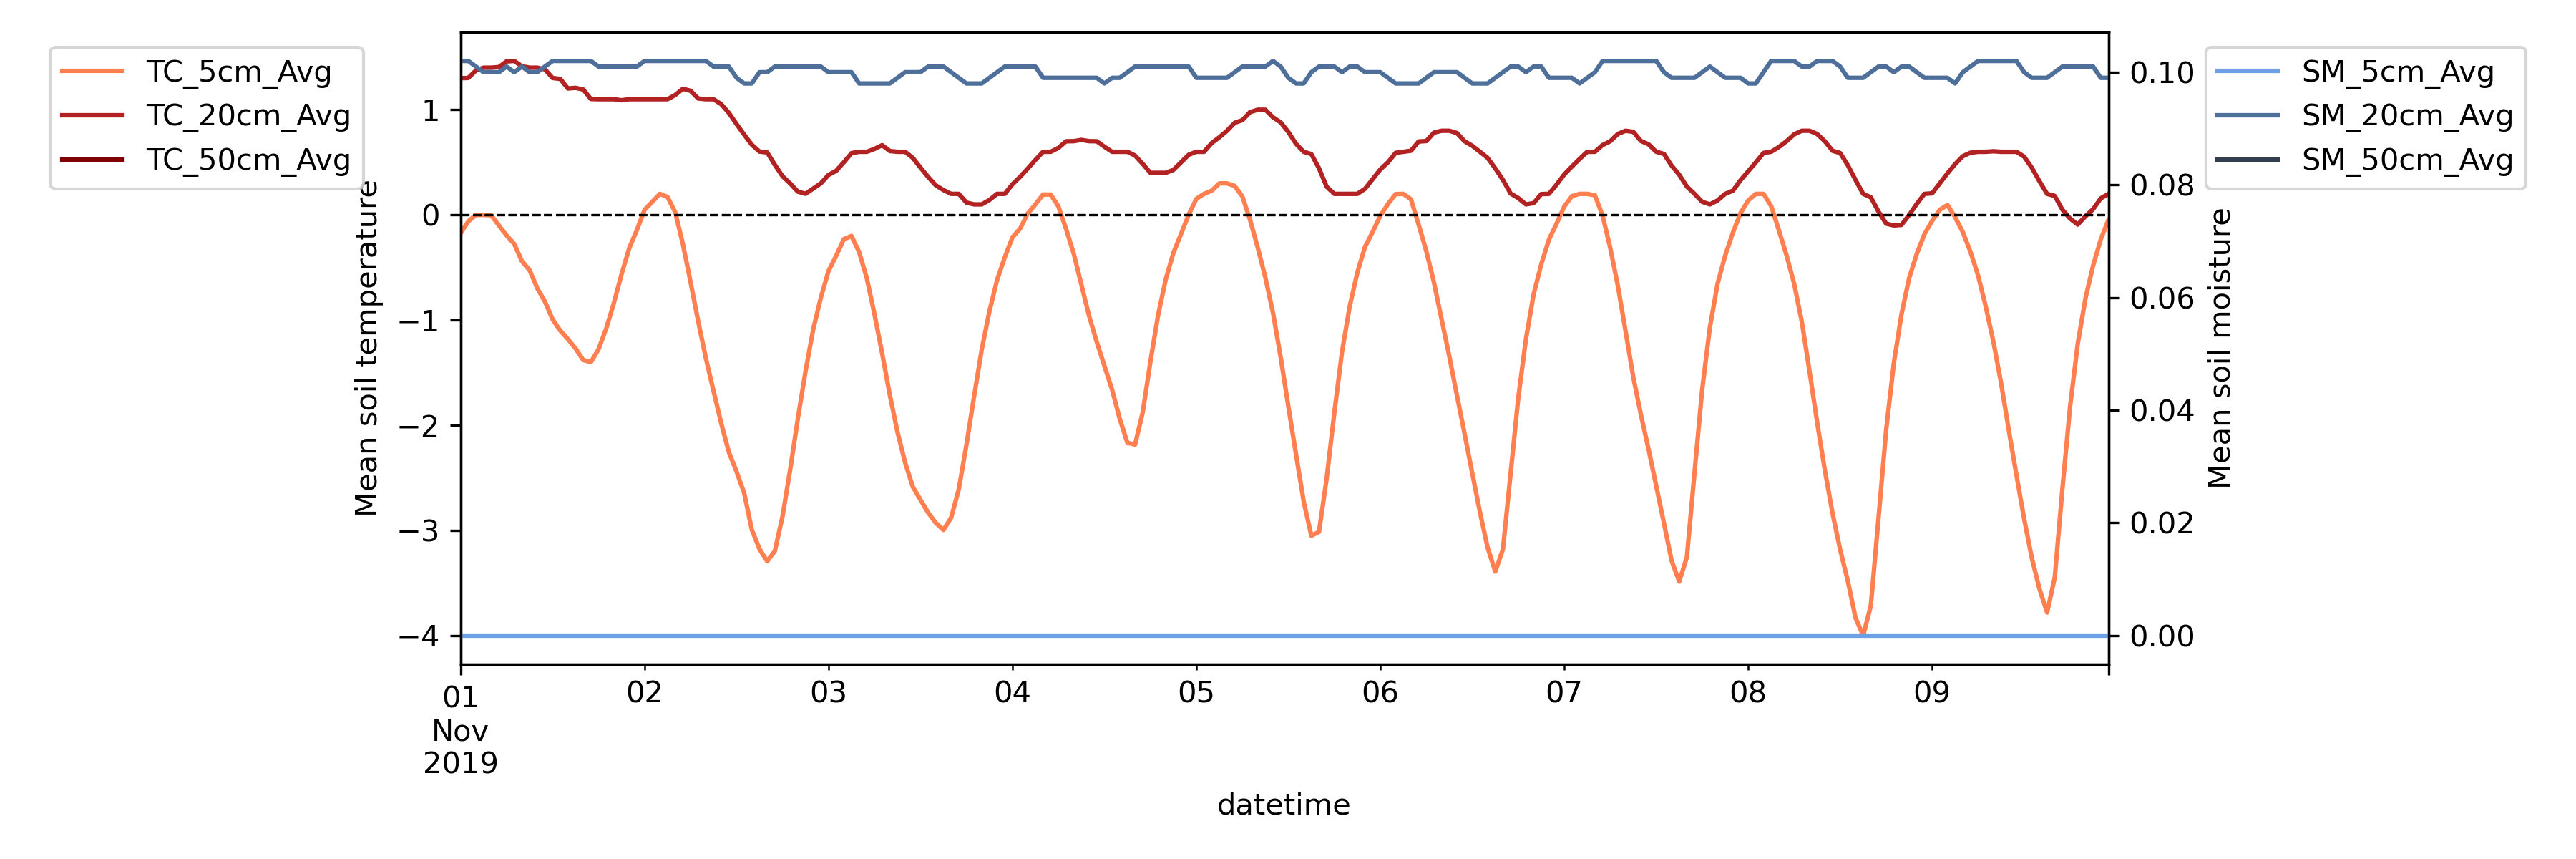 TC_5cm_Avg
TC_20cm_Avg
TC_50cm_Avg
SM_5cm_Avg
SM_20cm_Avg
SM_50cm_Avg
Mean soil temperature
1
0
−1
−2
−3
−4
0.10
0.08
0.06
0.04
0.02
0.00
Mean soil moisture
01 02 03 04 05 06 07 08 09
Nov
2019
datetime